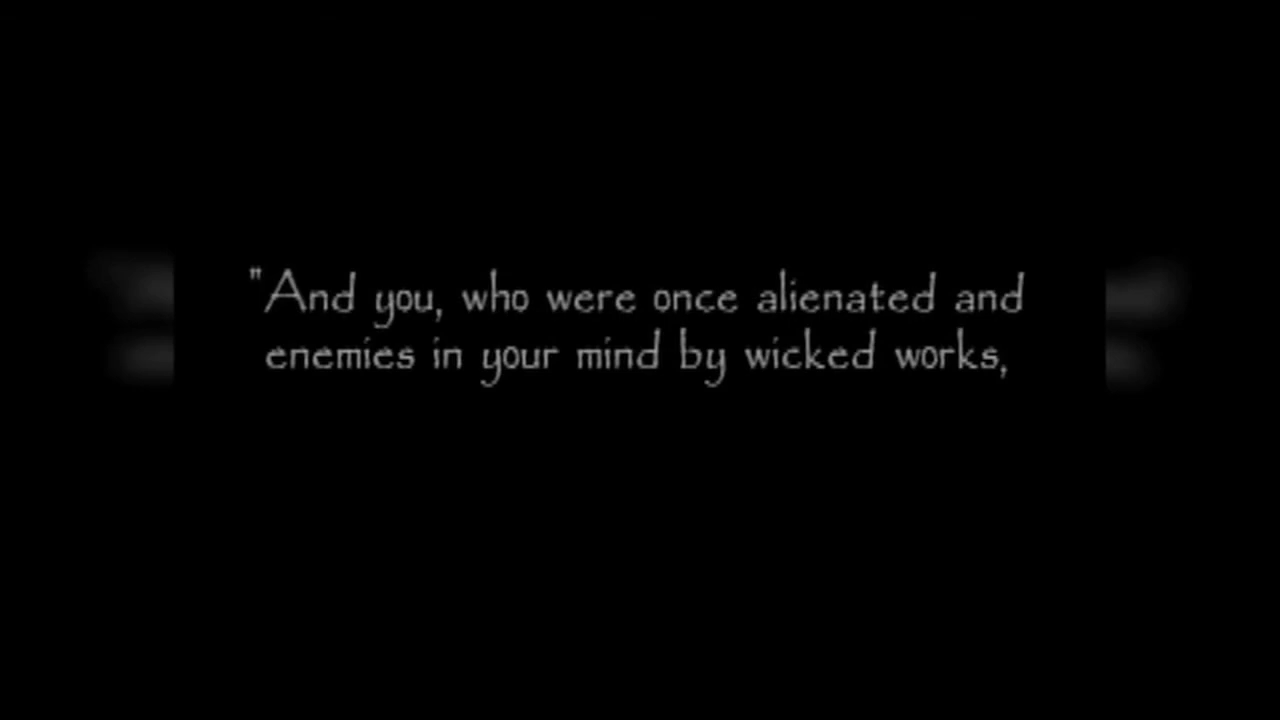 "And you, who were once alienated and
enemies in your mind by wicked works,